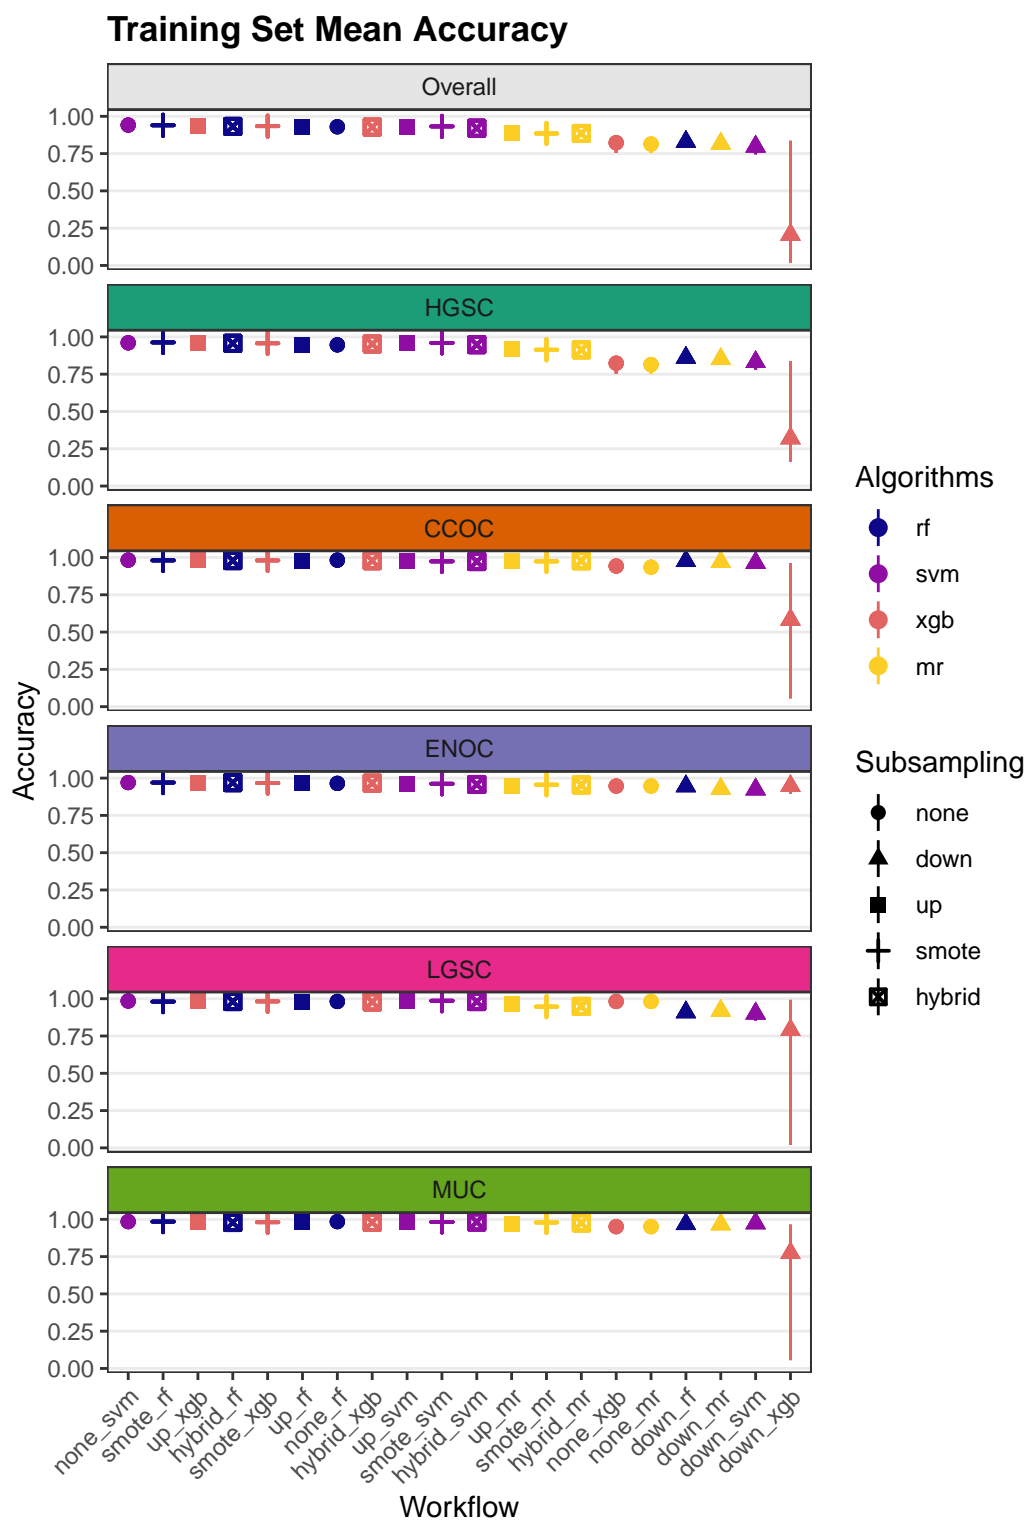 Training Set Mean Accuracy
Overall
1.00
0.75
0.50
0.25
0.00
HGSC
1.00
0.75
0.50
0.25
0.00
CCOC
1.00
0.75
0.50
0.25
0.00
ENOC
1.00
0.75
0.50
0.25
0.00
LGSC
1.00
0.75
0.50
0.25
0.00
MUC
1.00
0.75
0.50
0.25
0.00
Accuracy
none_svm
smote_rf
up_xgb
hybrid_rf
smote_xgb
up_rf
none_rf
hybrid_xgb
up_svm
smote_svm
hybrid_svm
up_mr
smote_mr
hybrid_mr
none_xgb
none_mr
down_rf
down_mr
down_svm
down_xgb
Workflow
Algorithms
rf
svm
xgb
mr
Subsampling
none
down
up
smote
hybrid